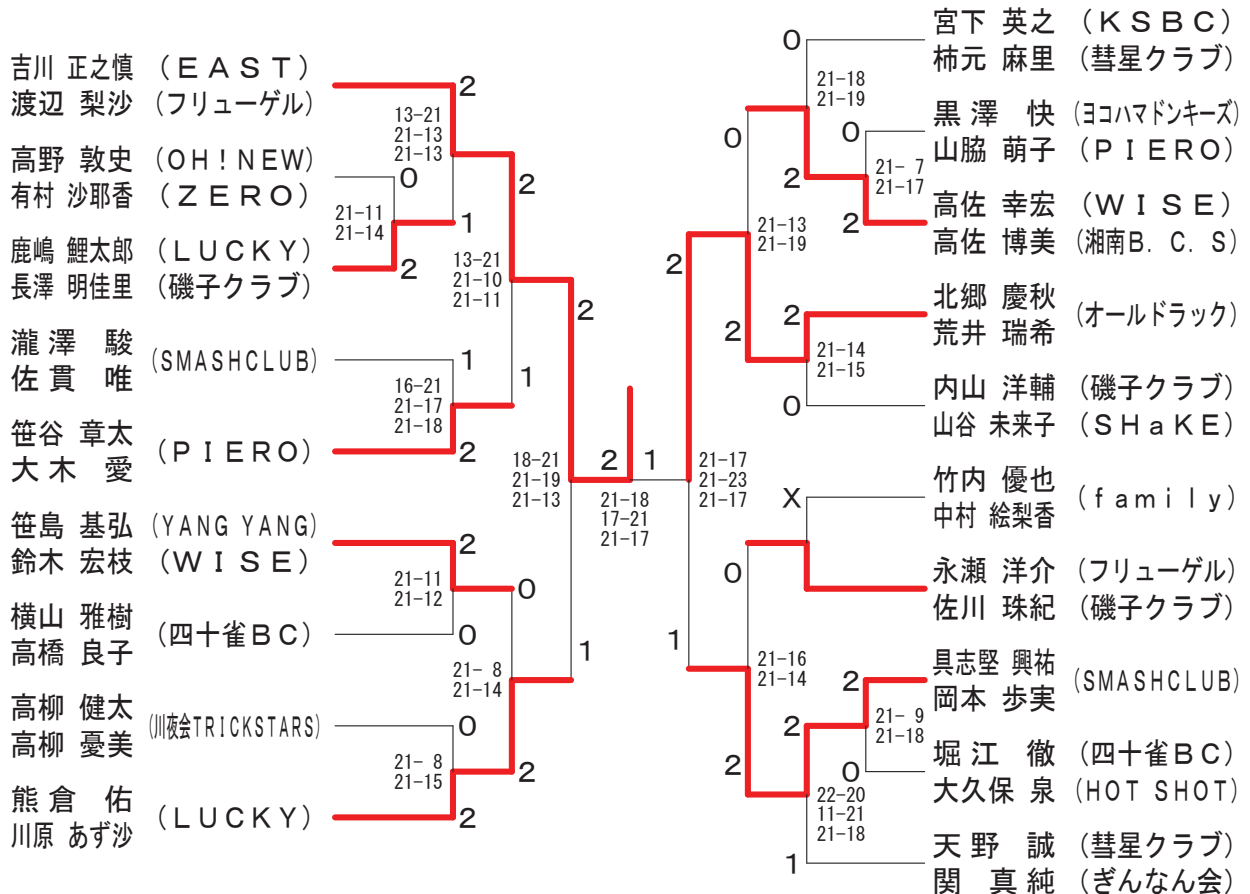 吉川 正之慎 (EAST)
渡辺 梨沙 (フリューゲル)
2
13-21
21-13
21-13
高野 敦史 (OH!NEW)
有村 沙耶香 (ZERO)
0
21-11
21-14
1
鹿嶋 鯉太郎 (LUCKY)
長澤 明佳里 (磯子クラブ)
2
2
13-21
21-10
21-11
瀧澤 駿 (SMASHCLUB)
佐貫 唯
1
16-21
21-17
21-18
1
笹谷 章太 (PIERO)
大木 愛
2
2
18-21
21-19
21-13
笹島 基弘 (YANG YANG)
鈴木 宏枝 (WISE)
2
21-11
21-12
0
横山 雅樹 (四十雀BC)
高橋 良子
0
21- 8
21-14
1
高柳 健太 (川夜会TRICKSTARS)
高柳 憂美
0
21- 8
21-15
2
熊倉 佑 (LUCKY)
川原 あず沙
2
2 1
21-18
17-21
21-17
宮下 英之 (KSBC)
柿元 麻里 (彗星クラブ)
0
21-18
21-19
0
黒澤 快 (ヨコハマドンキーズ)
山脇 萌子 (PIERO)
0
21- 7
21-17
2
高佐 幸宏 (WISE)
高佐 博美 (湘南B.C.S)
2
21-13
21-19
2
北郷 慶秋 (オールドラック)
荒井 瑞希
2
2
21-14
21-15
内山 洋輔 (磯子クラブ)
山谷 未来子 (SHaKE)
0
21-17
21-23
21-17
竹内 優也 (family)
中村 絵梨香
X
0
永瀬 洋介 (フリューゲル)
佐川 珠紀 (磯子クラブ)
1
21-16
21-14
具志堅 興祐 (SMASHCLUB)
岡本 歩実
2
21- 9
21-18
2
堀江 徹 (四十雀BC)
大久保 泉 (HOT SHOT)
0
2
22-20
11-21
21-18
天野 誠 (彗星クラブ)
関 真純 (ぎんなん会)
1